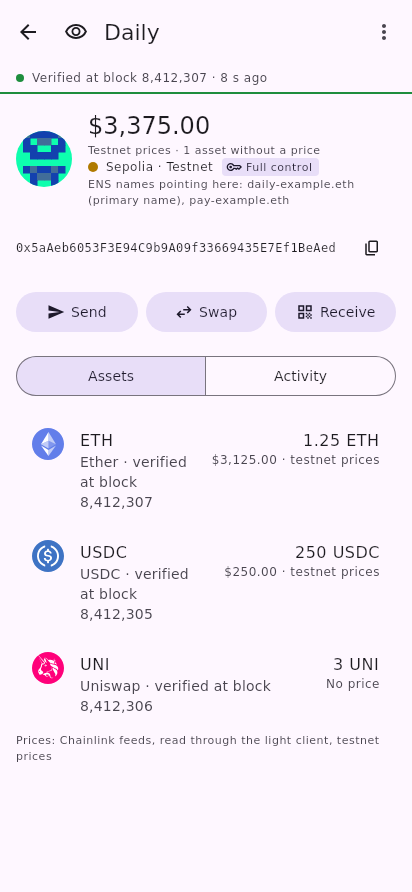 Daily
Verified at block 8,412,307 · 8 s ago
$3,375.00
Testnet prices · 1 asset without a price
Sepolia · Testnet
Full control
ENS names pointing here: daily-example.eth
(primary name), pay-example.eth
0x5aAeb6053F3E94C9b9A09f33669435E7Ef1BeAed
Send
Swap
Receive
Assets
Activity
ETH
1.25 ETH
Ether · verified
at block
8,412,307
$3,125.00 · testnet prices
USDC
250 USDC
USDC · verified
at block
8,412,305
$250.00 · testnet prices
UNI
3 UNI
Uniswap · verified at block
8,412,306
No price
Prices: Chainlink feeds, read through the light client, testnet
prices